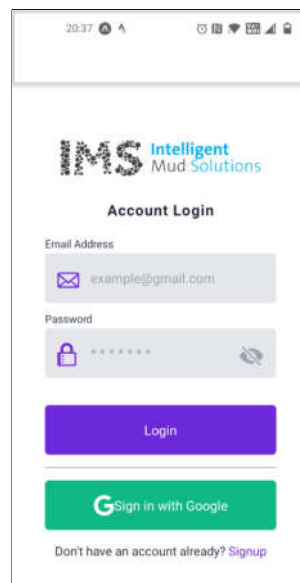 20:37
IMS Intelligent
Mud Solutions
Account Login
Email Address
example@gmail.com
Password
*******
Login
GSign in with Google
Don't have an account already? Signup